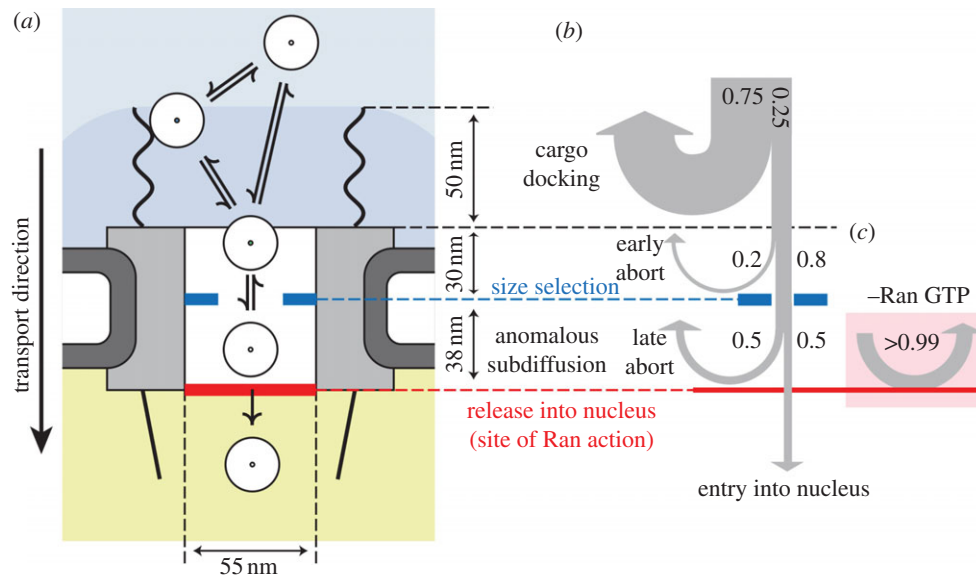 (a)
(b)
0.75
0.25
cargo
docking
50 nm
transport direction
(c)
30 nm
early
abort
0.2
0.8
size selection
–Ran GTP
38 nm
anomalous
subdiffusion
late
abort
0.5
0.5
>0.99
release into nucleus
(site of Ran action)
entry into nucleus
55 nm